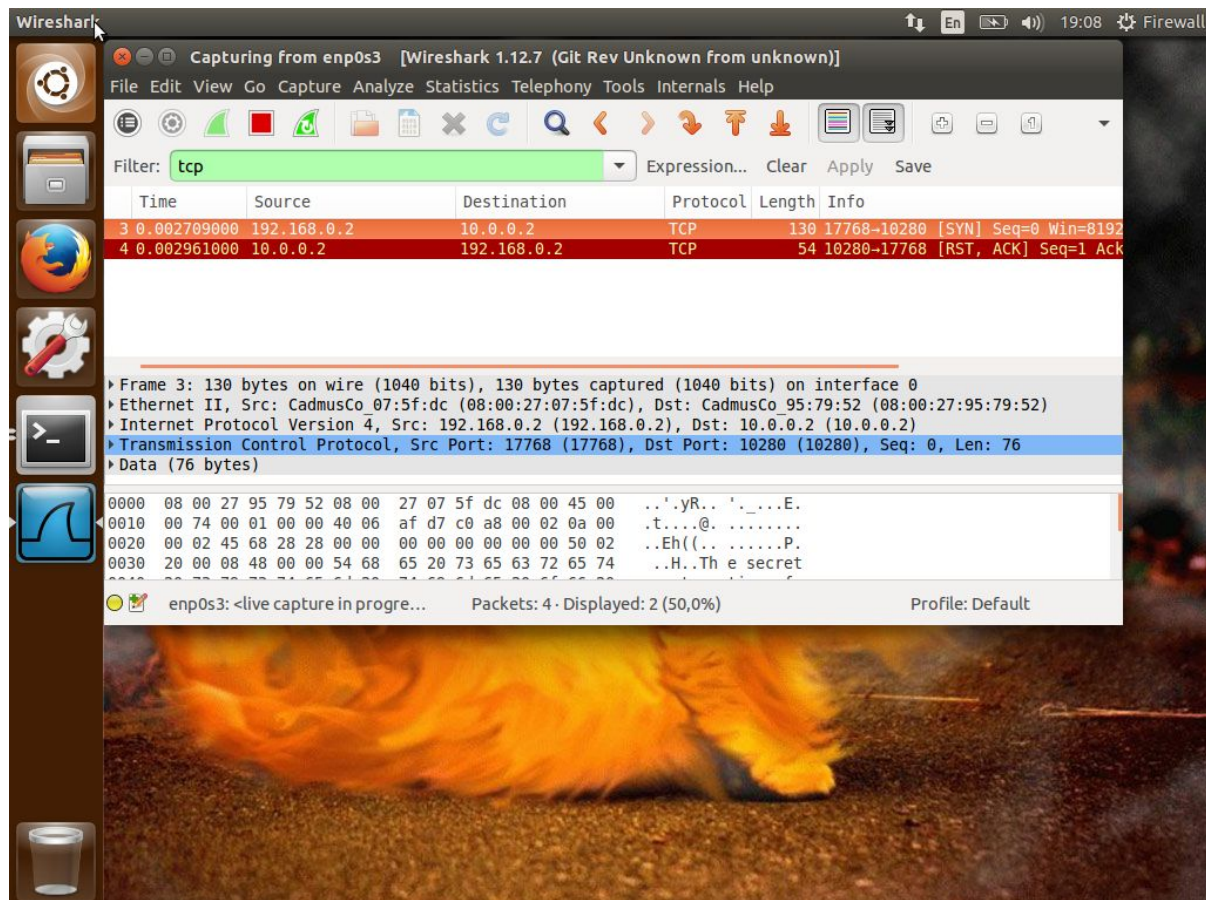 Wireshark En 19:08 Firewall
Capturing from enp0s3 [Wireshark 1.12.7 (Git Rev Unknown from unknown)]
File Edit View Go Capture Analyze Statistics Telephony Tools Internals Help
Filter: tcp Expression... Clear Apply Save
Time Source Destination Protocol Length Info
3 0.002709000 192.168.0.2 10.0.0.2 TCP 130 17768→10280 [SYN] Seq=0 Win=8192
4 0.002961000 10.0.0.2 192.168.0.2 TCP 54 10280→17768 [RST, ACK] Seq=1 Ack
Frame 3: 130 bytes on wire (1040 bits), 130 bytes captured (1040 bits) on interface 0
Ethernet II, Src: CadmusCo_07:5f:dc (08:00:27:07:5f:dc), Dst: CadmusCo_95:79:52 (08:00:27:95:79:52)
Internet Protocol Version 4, Src: 192.168.0.2 (192.168.0.2), Dst: 10.0.0.2 (10.0.0.2)
Transmission Control Protocol, Src Port: 17768 (17768), Dst Port: 10280 (10280), Seq: 0, Len: 76
Data (76 bytes)
0000 08 00 27 95 79 52 08 00 27 07 5f dc 08 00 45 00 ..'.yR.. '._...E.
0010 00 74 00 01 00 00 40 06 af d7 c0 a8 00 02 0a 00 .t....@. ........
0020 00 02 45 68 28 28 00 00 00 00 00 00 00 00 50 02 ..Eh((.. ......P.
0030 20 00 08 48 00 00 54 68 65 20 73 65 63 72 65 74 ..H..Th e secret
enp0s3: <live capture in progre... Packets: 4 · Displayed: 2 (50,0%) Profile: Default